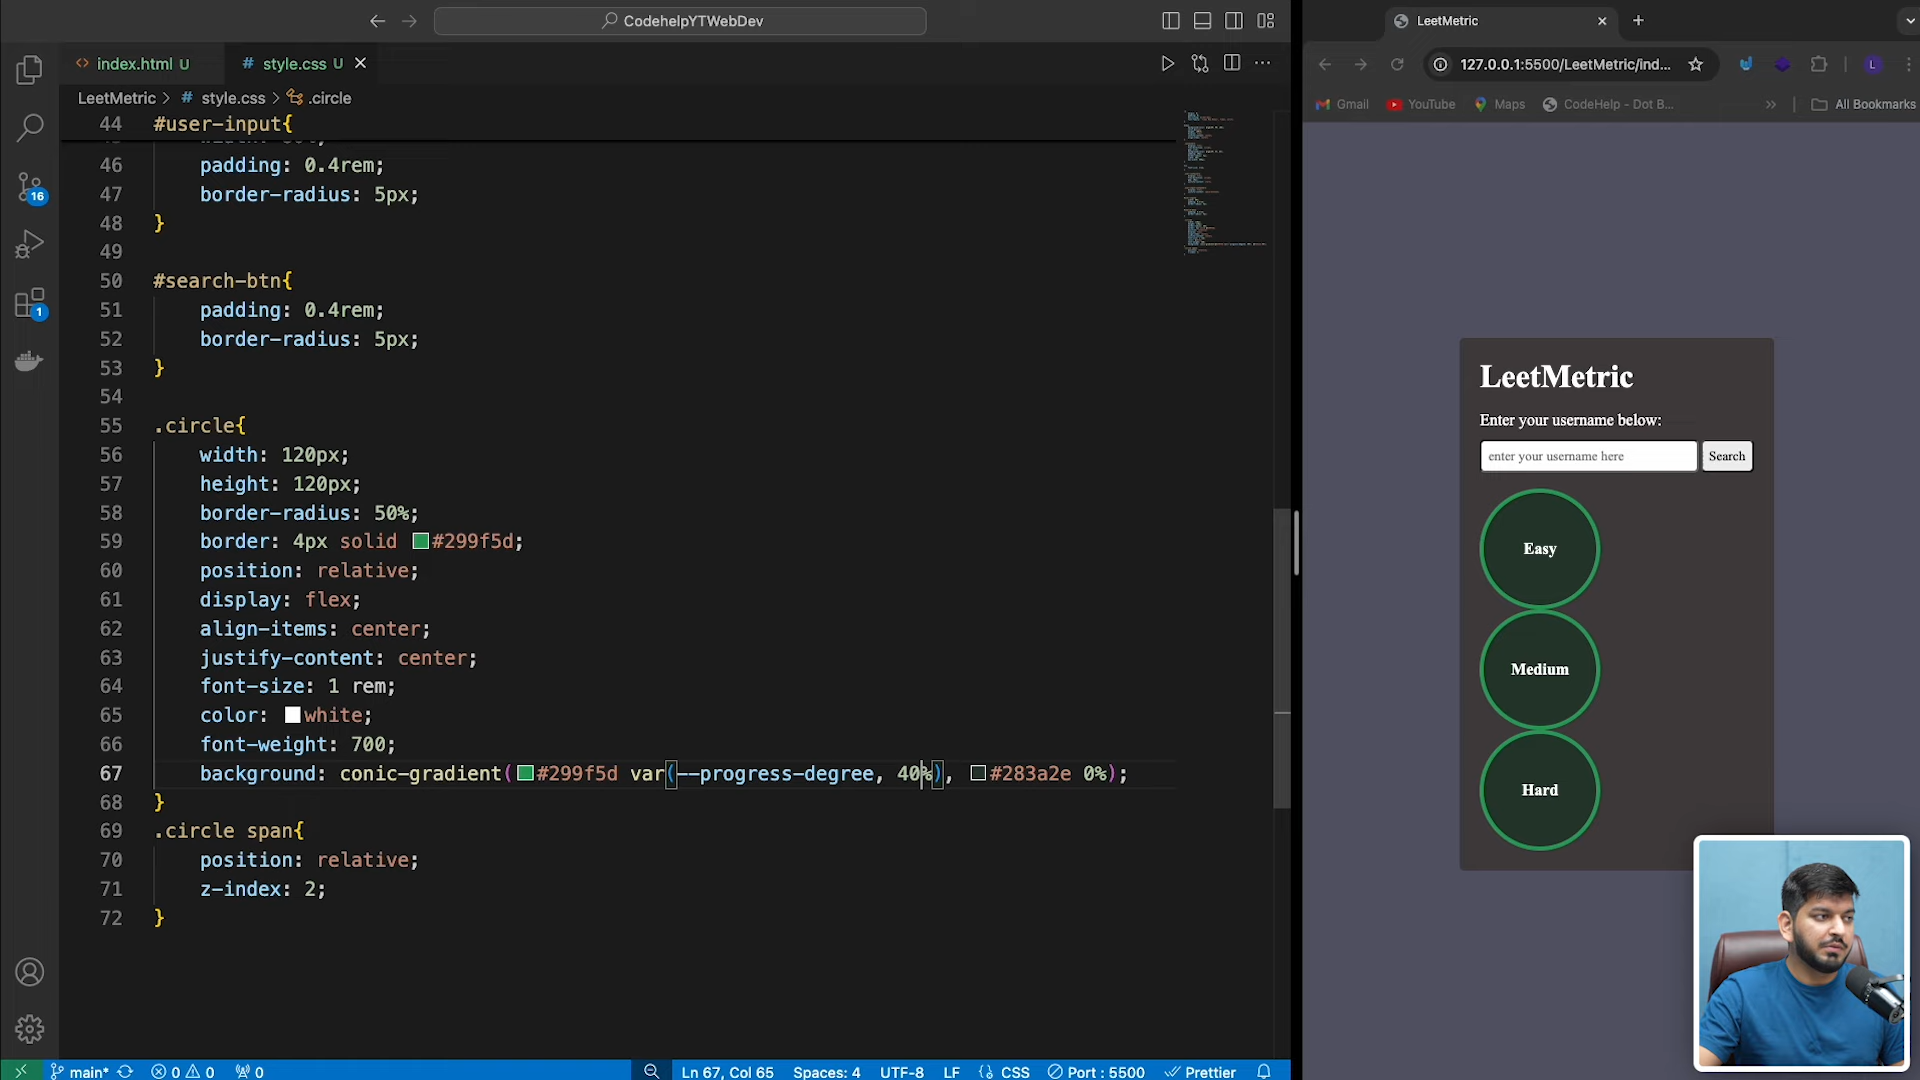 CodehelpYTWebDev
index.html U
# style.css U
LeetMetric > # style.css > .circle
44 #user-input{
46 padding: 0.4rem;
47 border-radius: 5px;
48 }
49
50 #search-btn{
51 padding: 0.4rem;
52 border-radius: 5px;
53 }
54
55 .circle{
56 width: 120px;
57 height: 120px;
58 border-radius: 50%;
59 border: 4px solid #299f5d;
60 position: relative;
61 display: flex;
62 align-items: center;
63 justify-content: center;
64 font-size: 1 rem;
65 color: white;
66 font-weight: 700;
67 background: conic-gradient(#299f5d var(--progress-degree, 40%), #283a2e 0%);
68 }
69 .circle span{
70 position: relative;
71 z-index: 2;
72 }
16
1
main* 0 0 0
Ln 67, Col 65 Spaces: 4 UTF-8 LF CSS Port : 5500 Prettier
LeetMetric
127.0.0.1:5500/LeetMetric/ind...
L
Gmail YouTube Maps CodeHelp - Dot B... » All Bookmarks
LeetMetric
Enter your username below:
enter your username here Search
Easy
Medium
Hard